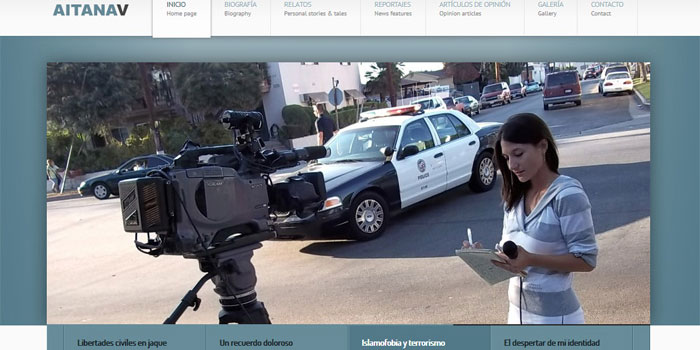 AITANAV
INICIO
Home page
BIOGRAFÍA
Biography
RELATOS
Personal stories & tales
REPORTAJES
News features
ARTÍCULOS DE OPINIÓN
Opinion articles
GALERÍA
Gallery
CONTACTO
Contact
POLICE
Libertades civiles en jaque
Un recuerdo doloroso
Islamofobia y terrorismo
El despertar de mi identidad